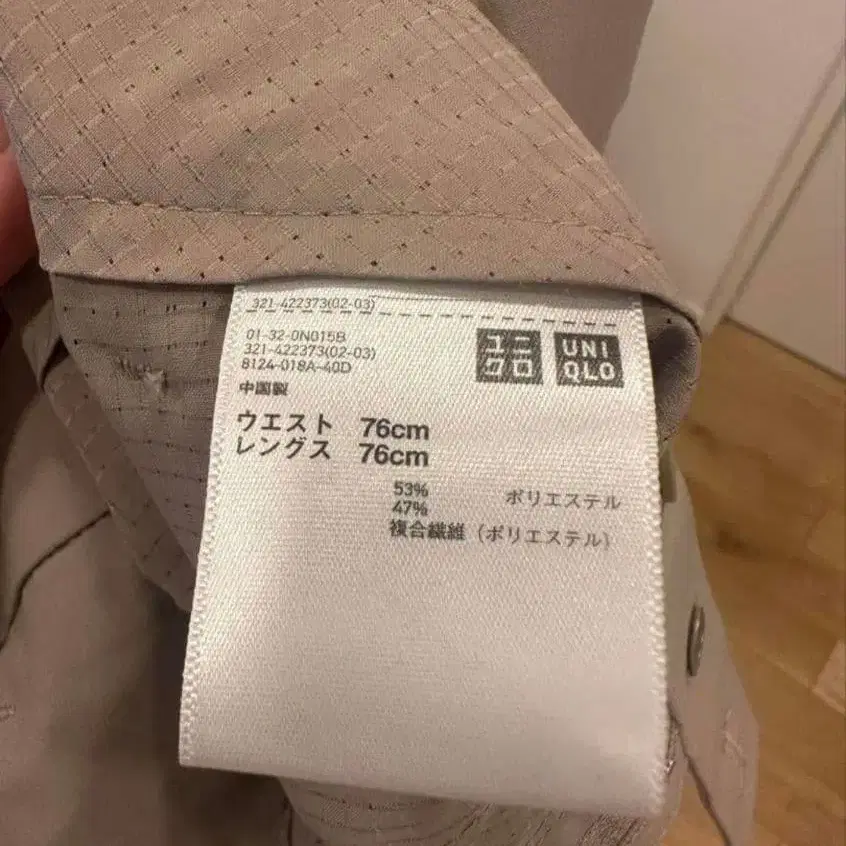 321-422373(02-03)
01-32-0N015B
321-422373(02-03)
8124-018A-40D
中国製
ユニ
クロ
UNI
QLO
ウエスト 76cm
レングス 76cm
53% ポリエステル
47%
複合繊維（ポリエステル）